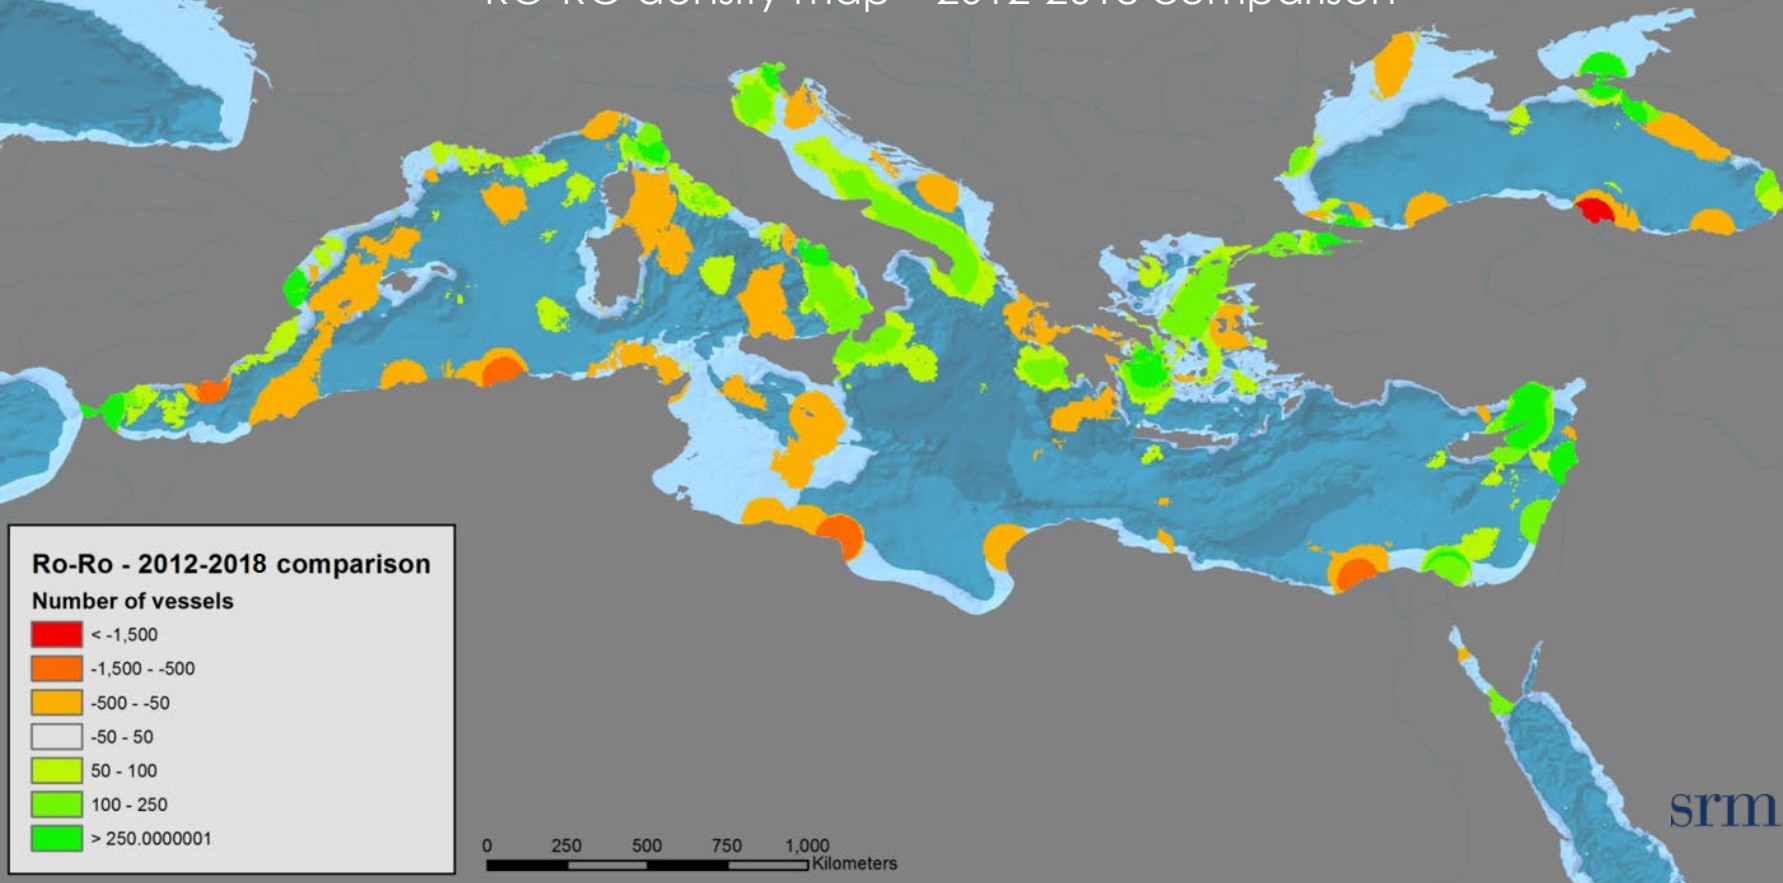 Ro-Ro - 2012-2018 comparison
Number of vessels
< -1,500
-1,500 - -500
-500 - -50
-50 - 50
50 - 100
100 - 250
> 250.0000001
0 250 500 750 1,000
Kilometers
srm